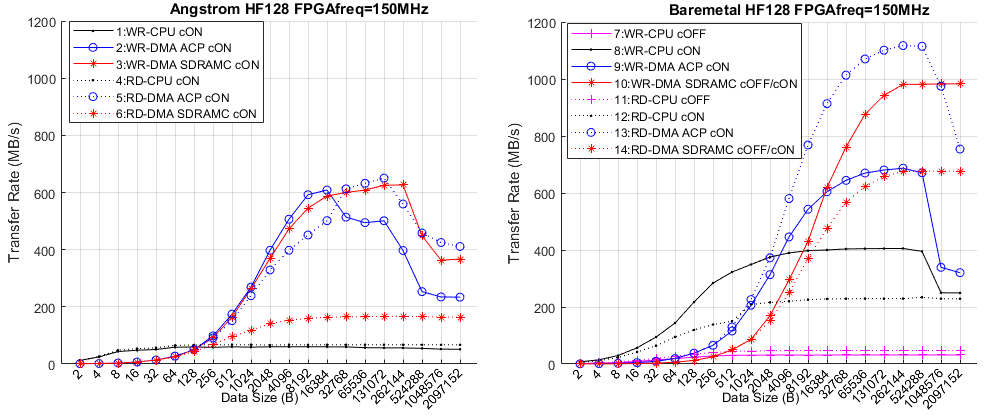 Angstrom HF128 FPGAfreq=150MHz
Transfer Rate (MB/s)
1200
1000
800
600
400
200
0
1:WR-CPU cON
2:WR-DMA ACP cON
3:WR-DMA SDRAMC cON
4:RD-CPU cON
5:RD-DMA ACP cON
6:RD-DMA SDRAMC cON
2 4 8 16 32 64 128 256 512 1024 2048 4096 8192 16384 32768 65536 131072 262144 524288 1048576 2097152
Data Size (B)
Baremetal HF128 FPGAfreq=150MHz
Transfer Rate (MB/s)
1200
1000
800
600
400
200
0
7:WR-CPU cOFF
8:WR-CPU cON
9:WR-DMA ACP cON
10:WR-DMA SDRAMC cOFF/cON
11:RD-CPU cOFF
12:RD-CPU cON
13:RD-DMA ACP cON
14:RD-DMA SDRAMC cOFF/cON
2 4 8 16 32 64 128 256 512 1024 2048 4096 8192 16384 32768 65536 131072 262144 524288 1048576 2097152
Data Size (B)